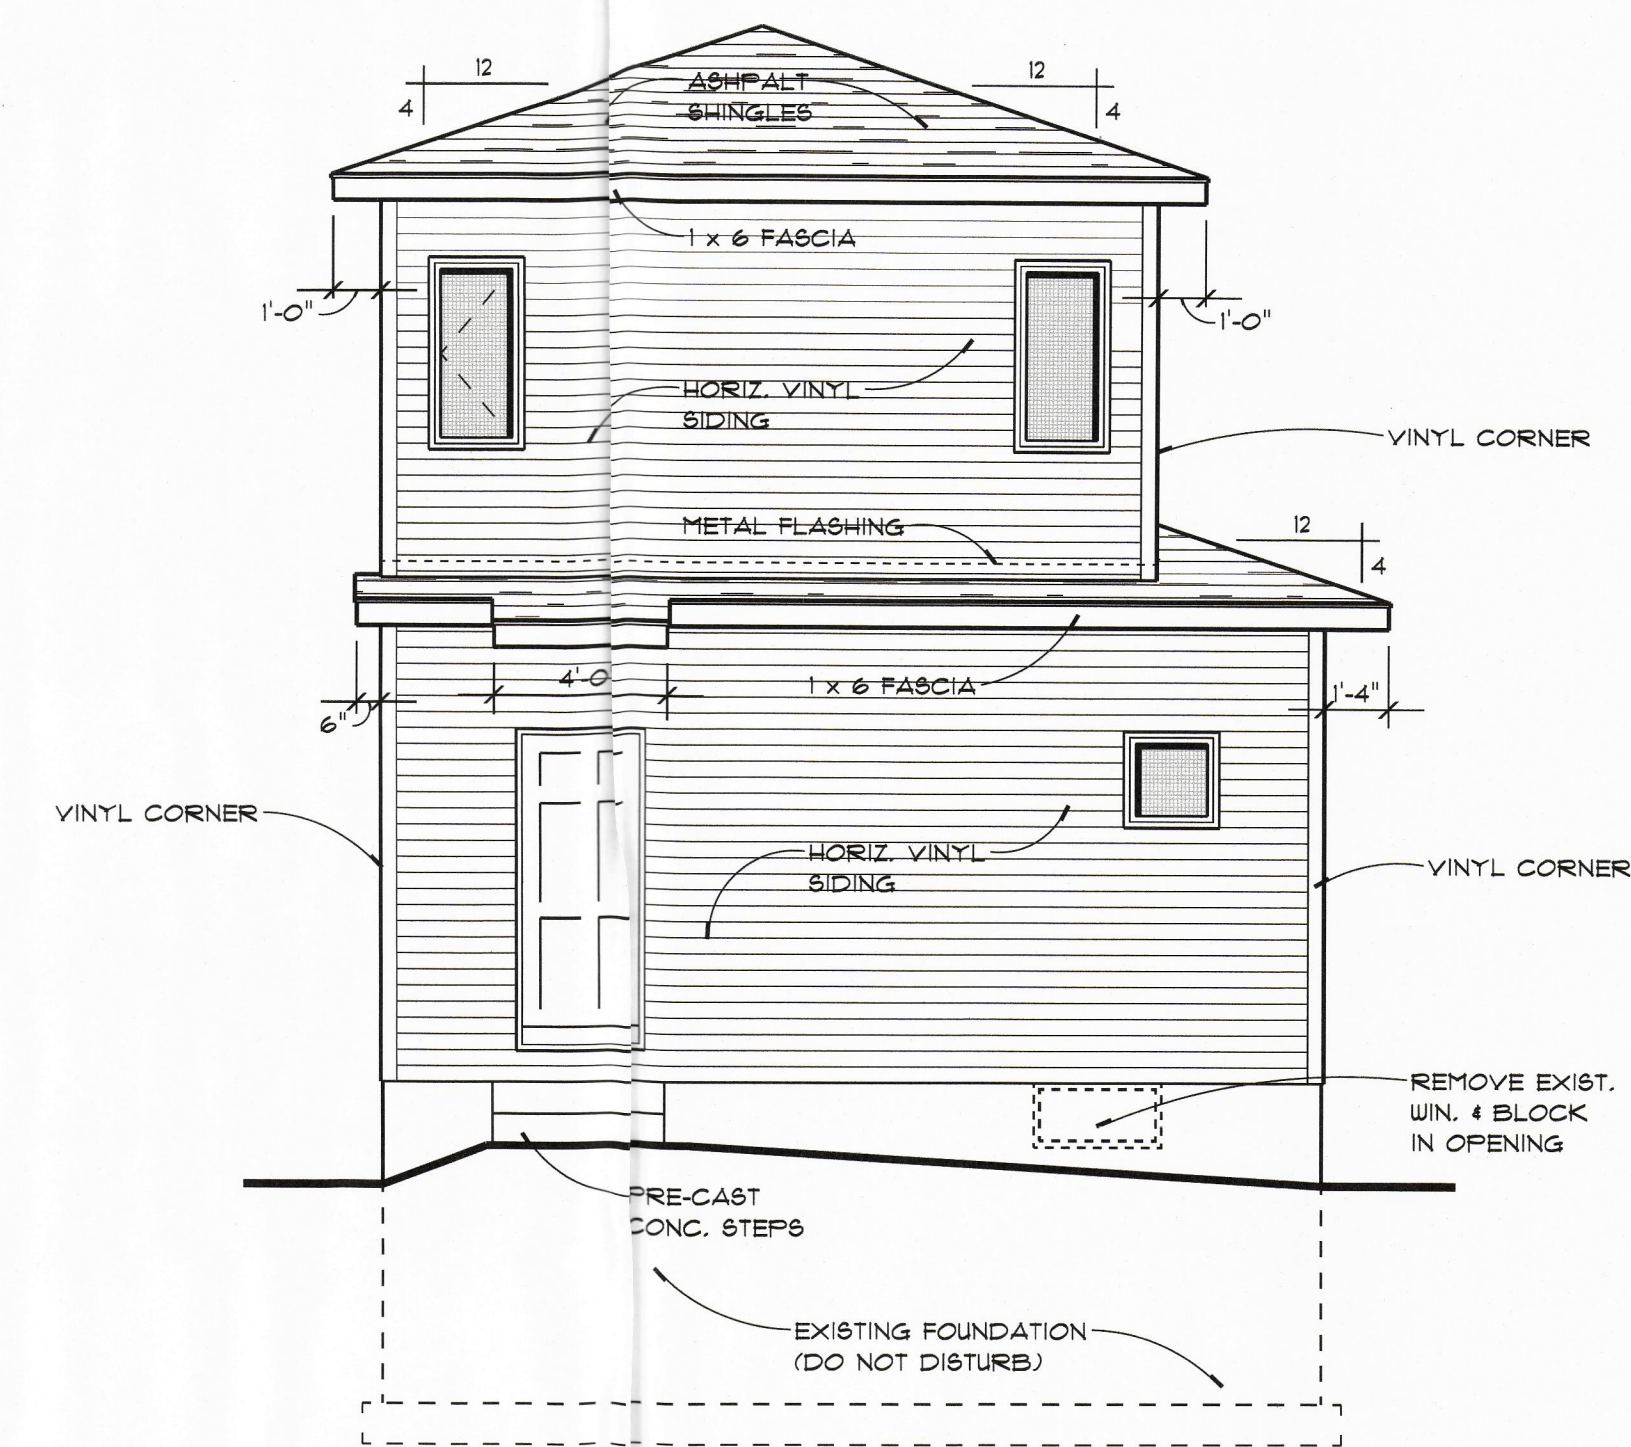 12
12
4
4
ASHPALT
SHINGLES
1 x 6 FASCIA
1'-0"
1'-0"
HORIZ. VINYL
SIDING
VINYL CORNER
METAL FLASHING
12
4
4'-0
1 x 6 FASCIA
1'-4"
6"
VINYL CORNER
HORIZ. VINYL
SIDING
VINYL CORNER
REMOVE EXIST.
WIN. & BLOCK
IN OPENING
PRE-CAST
CONC. STEPS
EXISTING FOUNDATION
(DO NOT DISTURB)